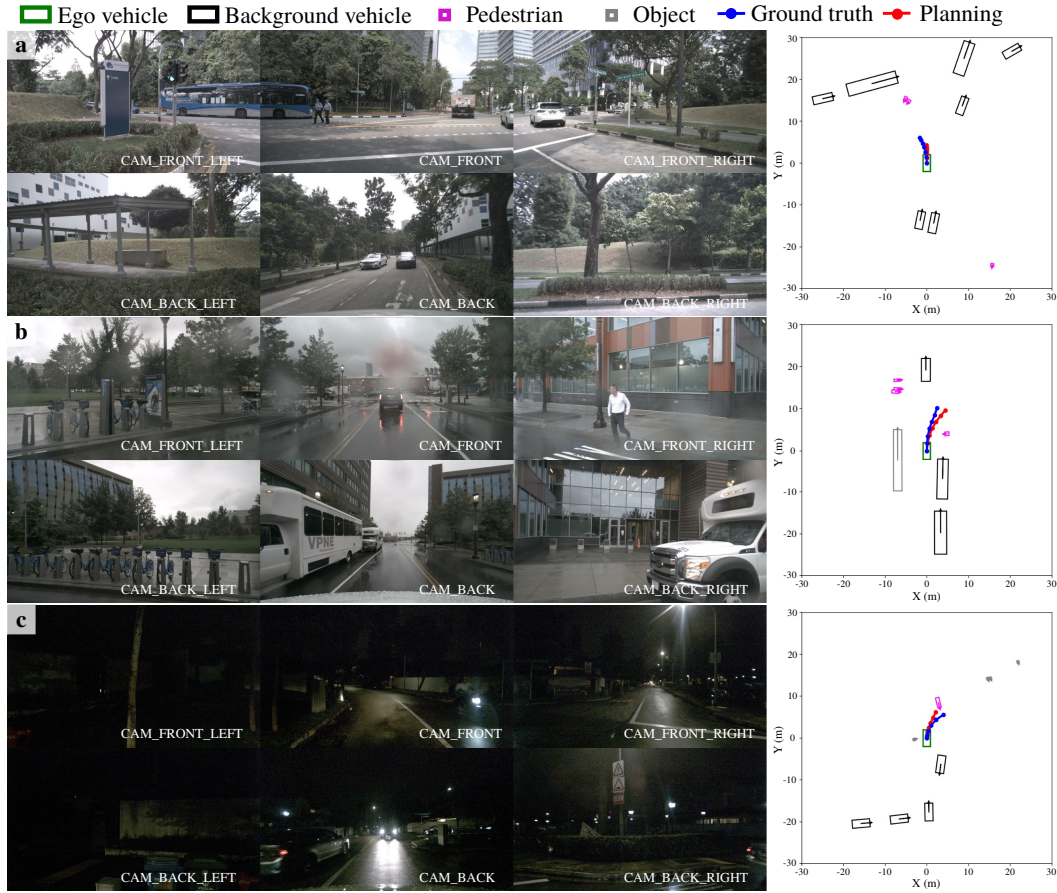 Ego vehicle Background vehicle Pedestrian Object Ground truth Planning
a
CAM_FRONT_LEFT CAM_FRONT CAM_FRONT_RIGHT
CAM_BACK_LEFT CAM_BACK CAM_BACK_RIGHT
30
20
10
0
-10
-20
-30
Y (m)
-30 -20 -10 0 10 20 30
X (m)
b
CAM_FRONT_LEFT CAM_FRONT CAM_FRONT_RIGHT
VPNE
CAM_BACK_LEFT CAM_BACK CAM_BACK_RIGHT
30
20
10
0
-10
-20
-30
Y (m)
-30 -20 -10 0 10 20 30
X (m)
c
CAM_FRONT_LEFT CAM_FRONT CAM_FRONT_RIGHT
CAM_BACK_LEFT CAM_BACK CAM_BACK_RIGHT
30
20
10
0
-10
-20
-30
Y (m)
-30 -20 -10 0 10 20 30
X (m)